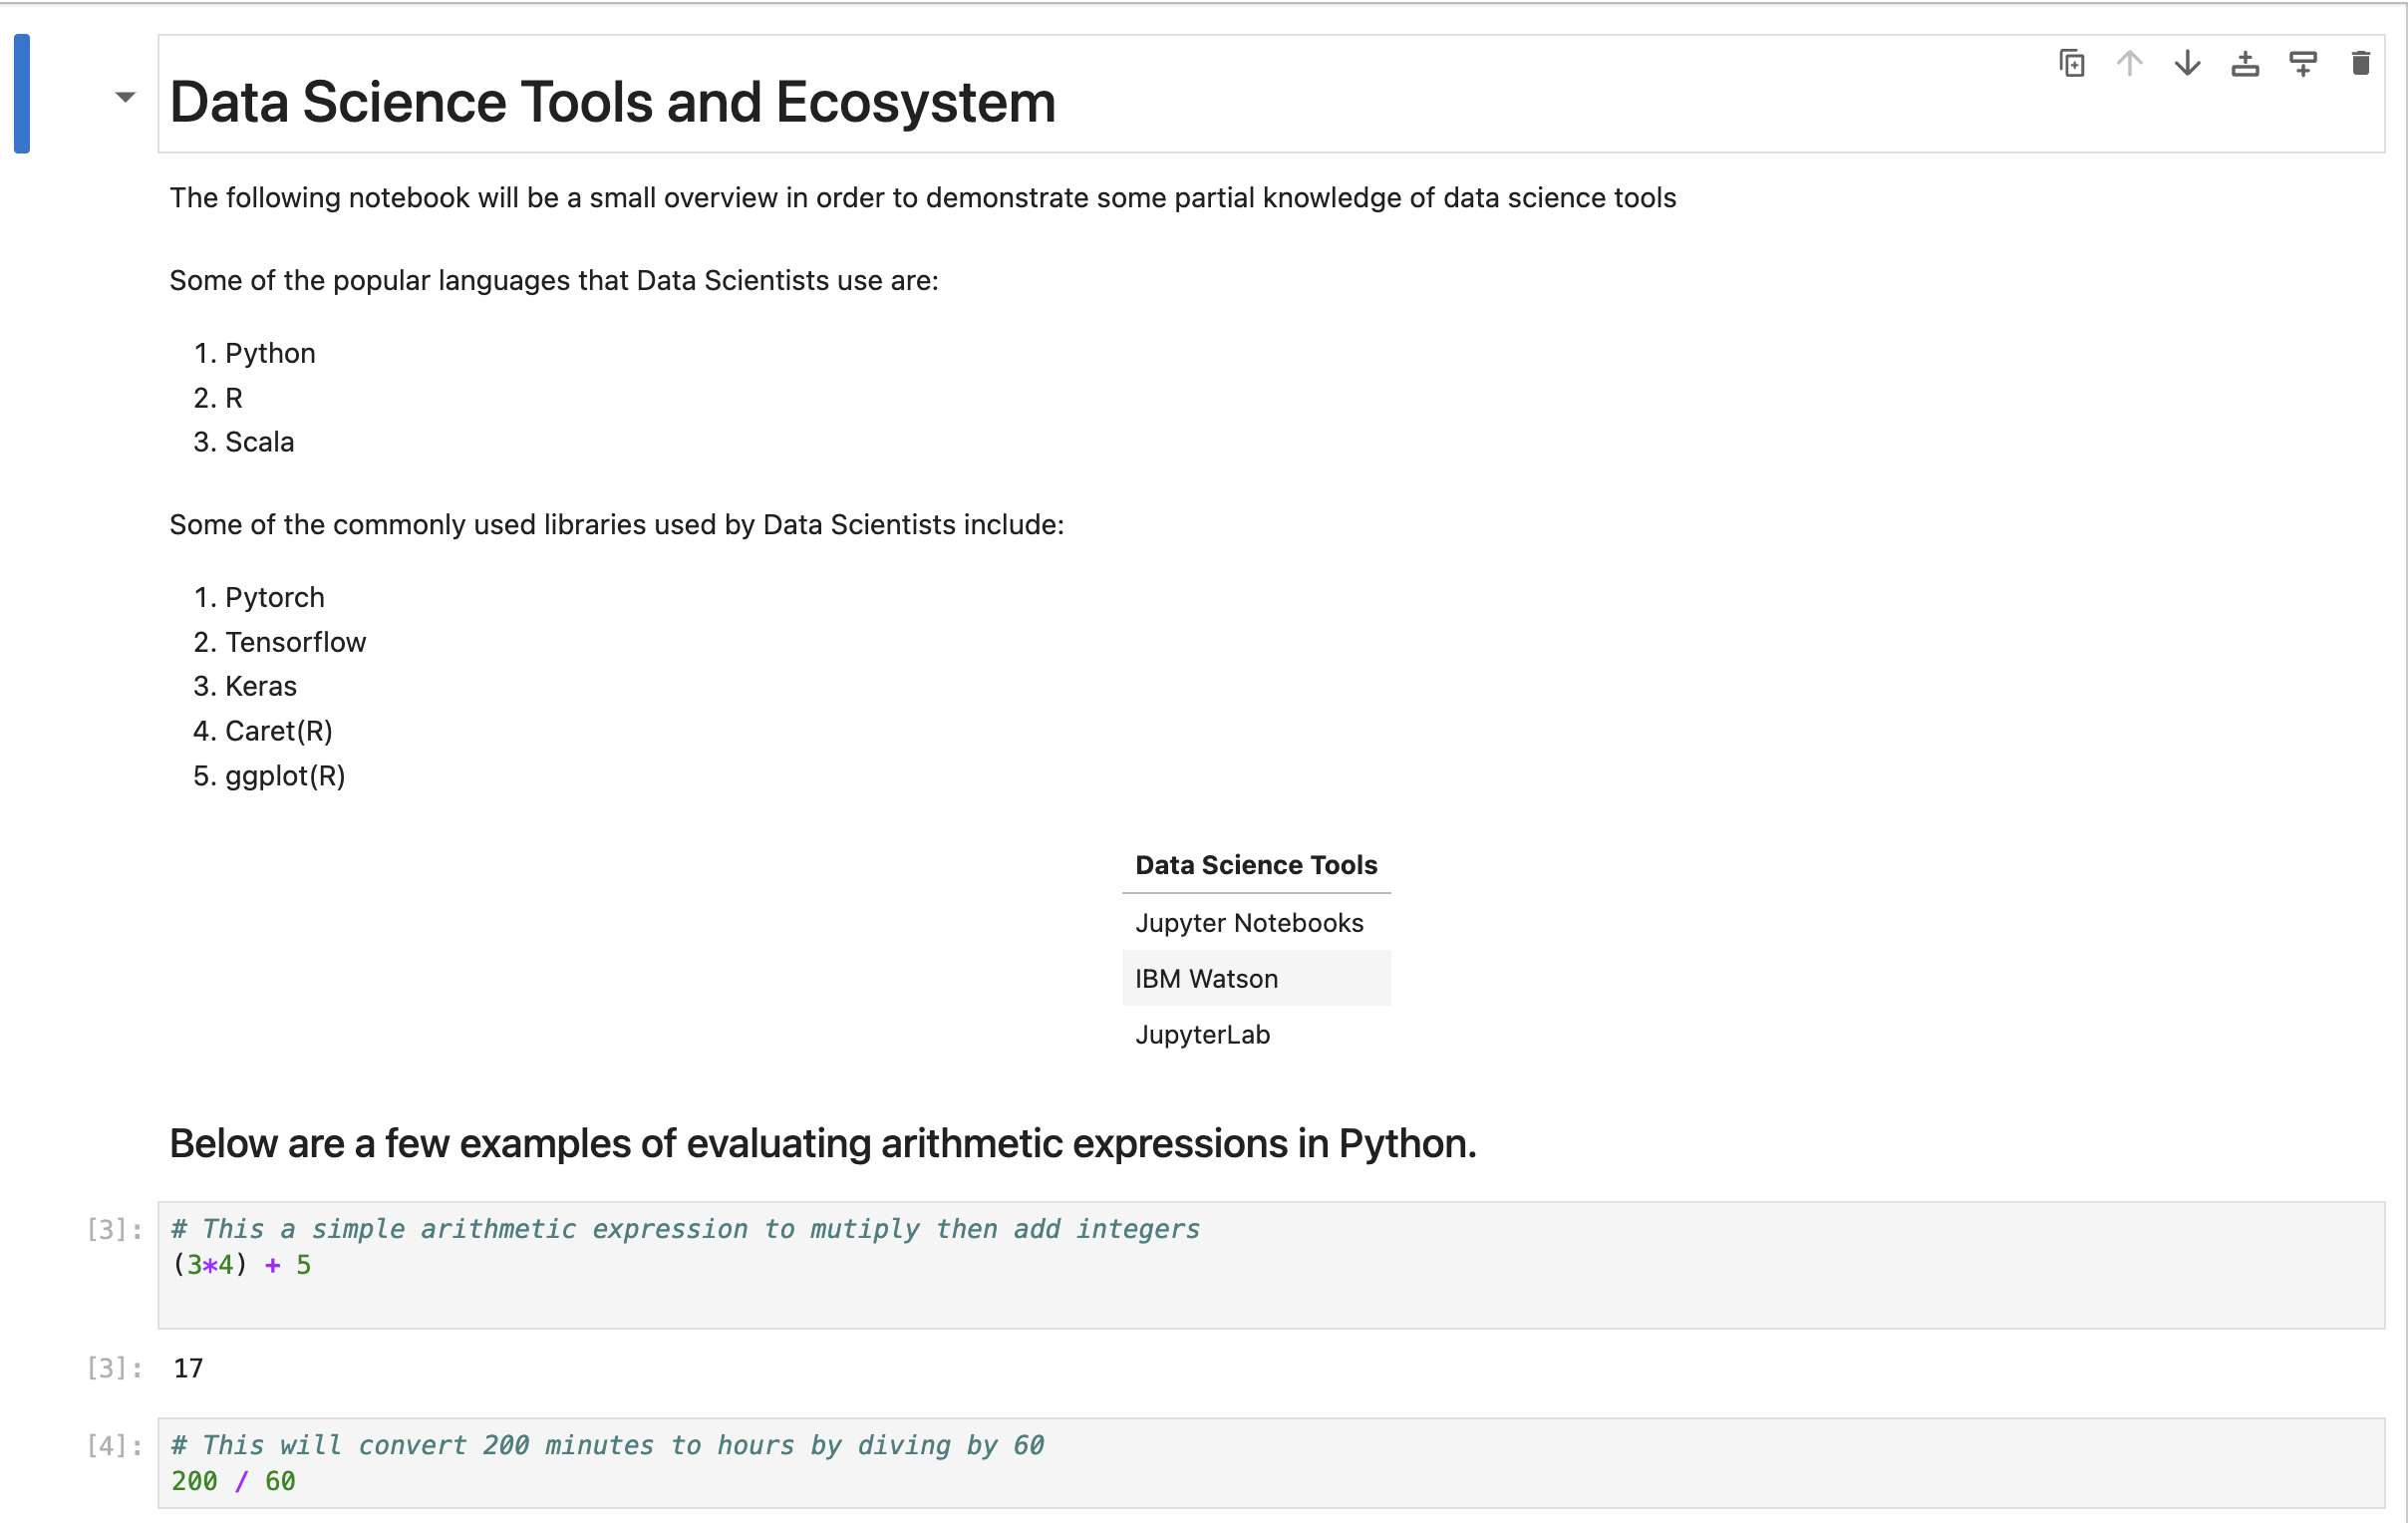 Data Science Tools and Ecosystem
The following notebook will be a small overview in order to demonstrate some partial knowledge of data science tools
Some of the popular languages that Data Scientists use are:
1. Python
2. R
3. Scala
Some of the commonly used libraries used by Data Scientists include:
1. Pytorch
2. Tensorflow
3. Keras
4. Caret(R)
5. ggplot(R)
Data Science Tools
Jupyter Notebooks
IBM Watson
JupyterLab
Below are a few examples of evaluating arithmetic expressions in Python.
[3]: # This a simple arithmetic expression to mutiply then add integers
(3*4) + 5
[3]: 17
[4]: # This will convert 200 minutes to hours by diving by 60
200 / 60